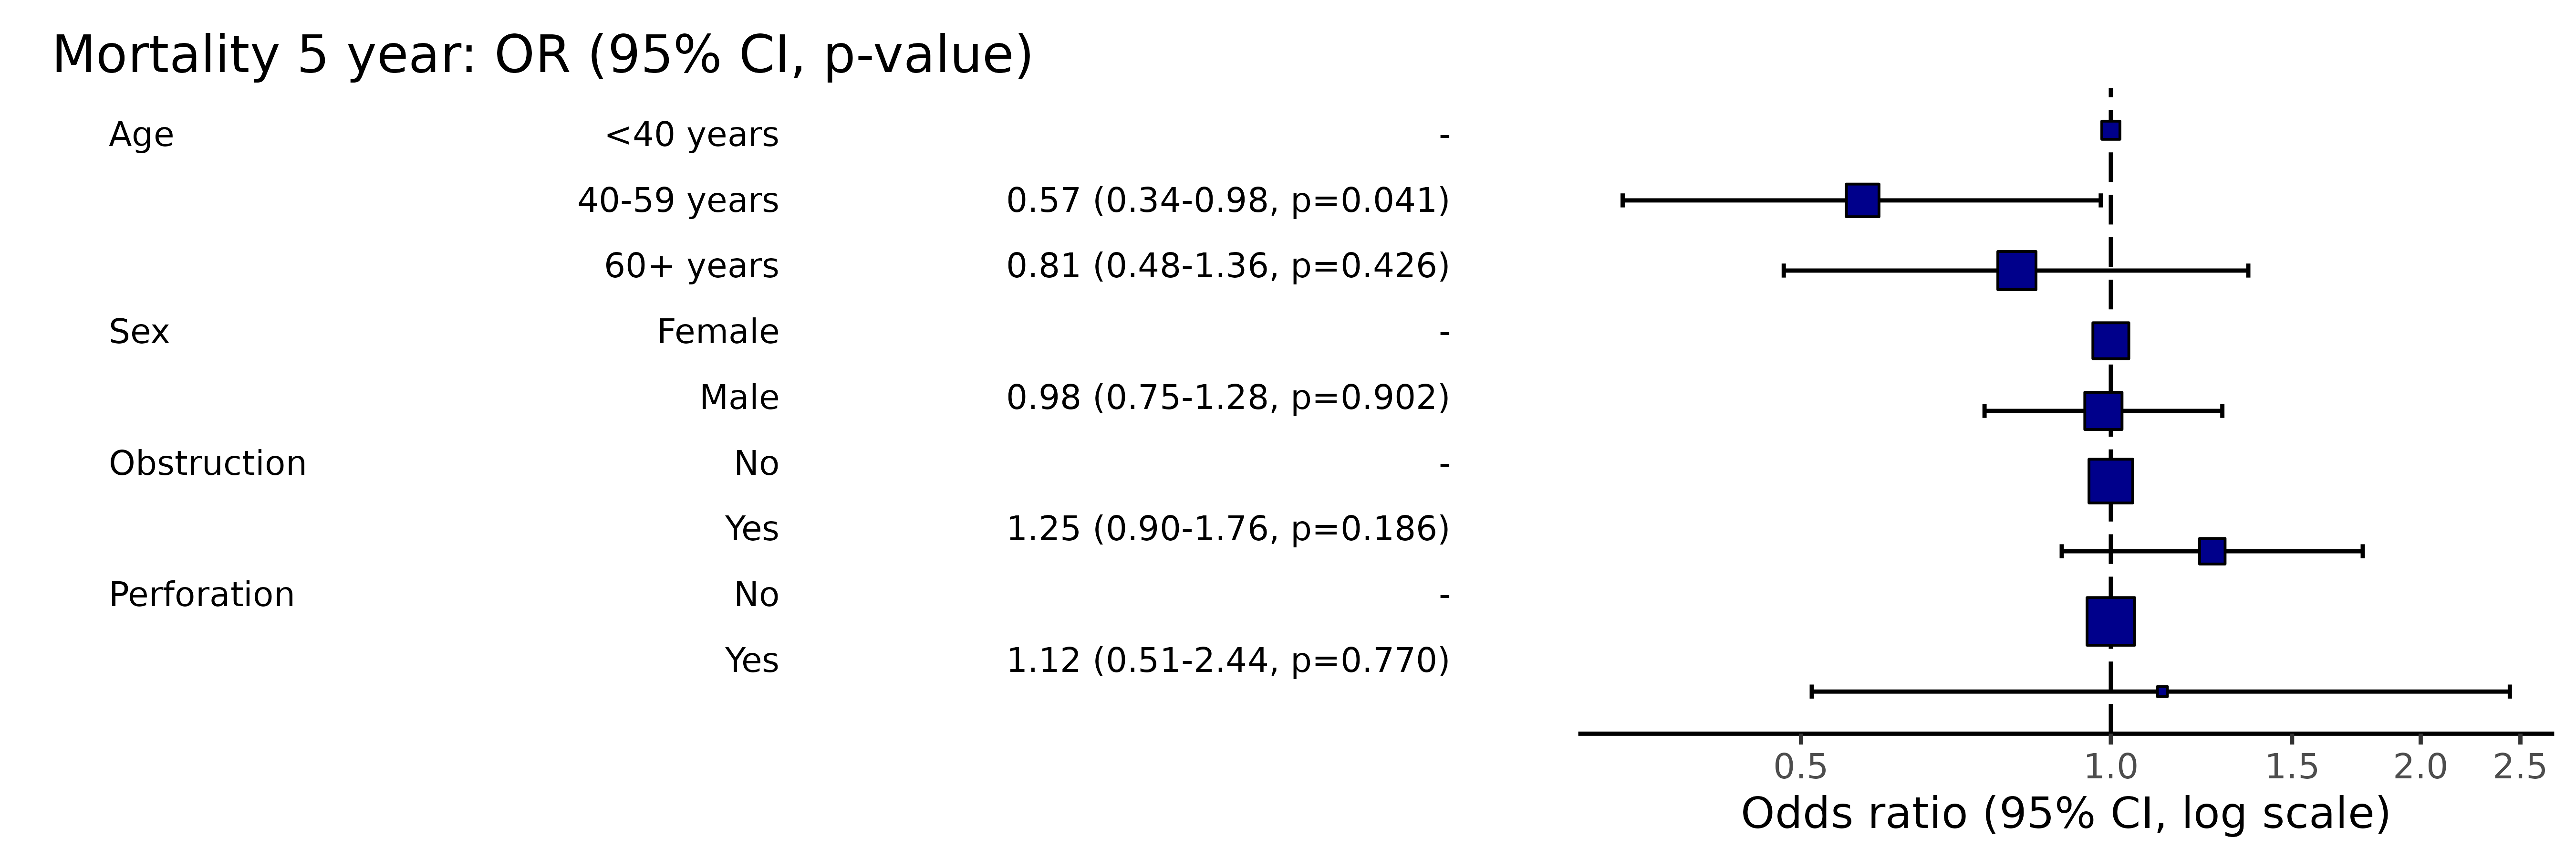 Mortality 5 year: OR (95% CI, p-value)
Age <40 years -
40-59 years 0.57 (0.34-0.98, p=0.041)
60+ years 0.81 (0.48-1.36, p=0.426)
Sex Female -
Male 0.98 (0.75-1.28, p=0.902)
Obstruction No -
Yes 1.25 (0.90-1.76, p=0.186)
Perforation No -
Yes 1.12 (0.51-2.44, p=0.770)
0.5 1.0 1.5 2.0 2.5
Odds ratio (95% CI, log scale)